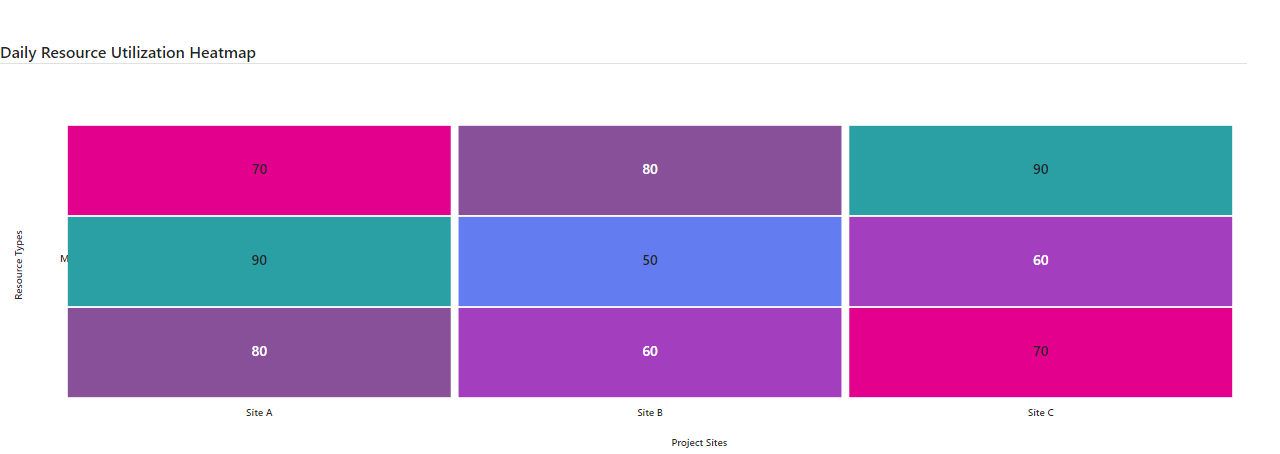 Daily Resource Utilization Heatmap
70 80 90
Resource Types
90 50 60
80 60 70
Site A Site B Site C
Project Sites